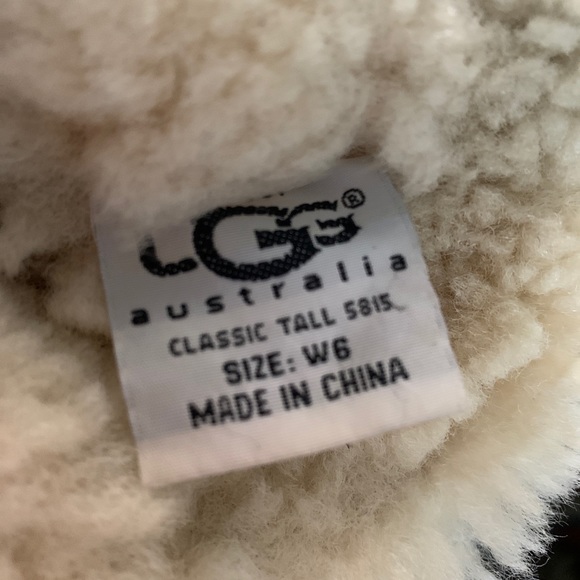 UGG®
australia
CLASSIC TALL 5815
SIZE: W6
MADE IN CHINA